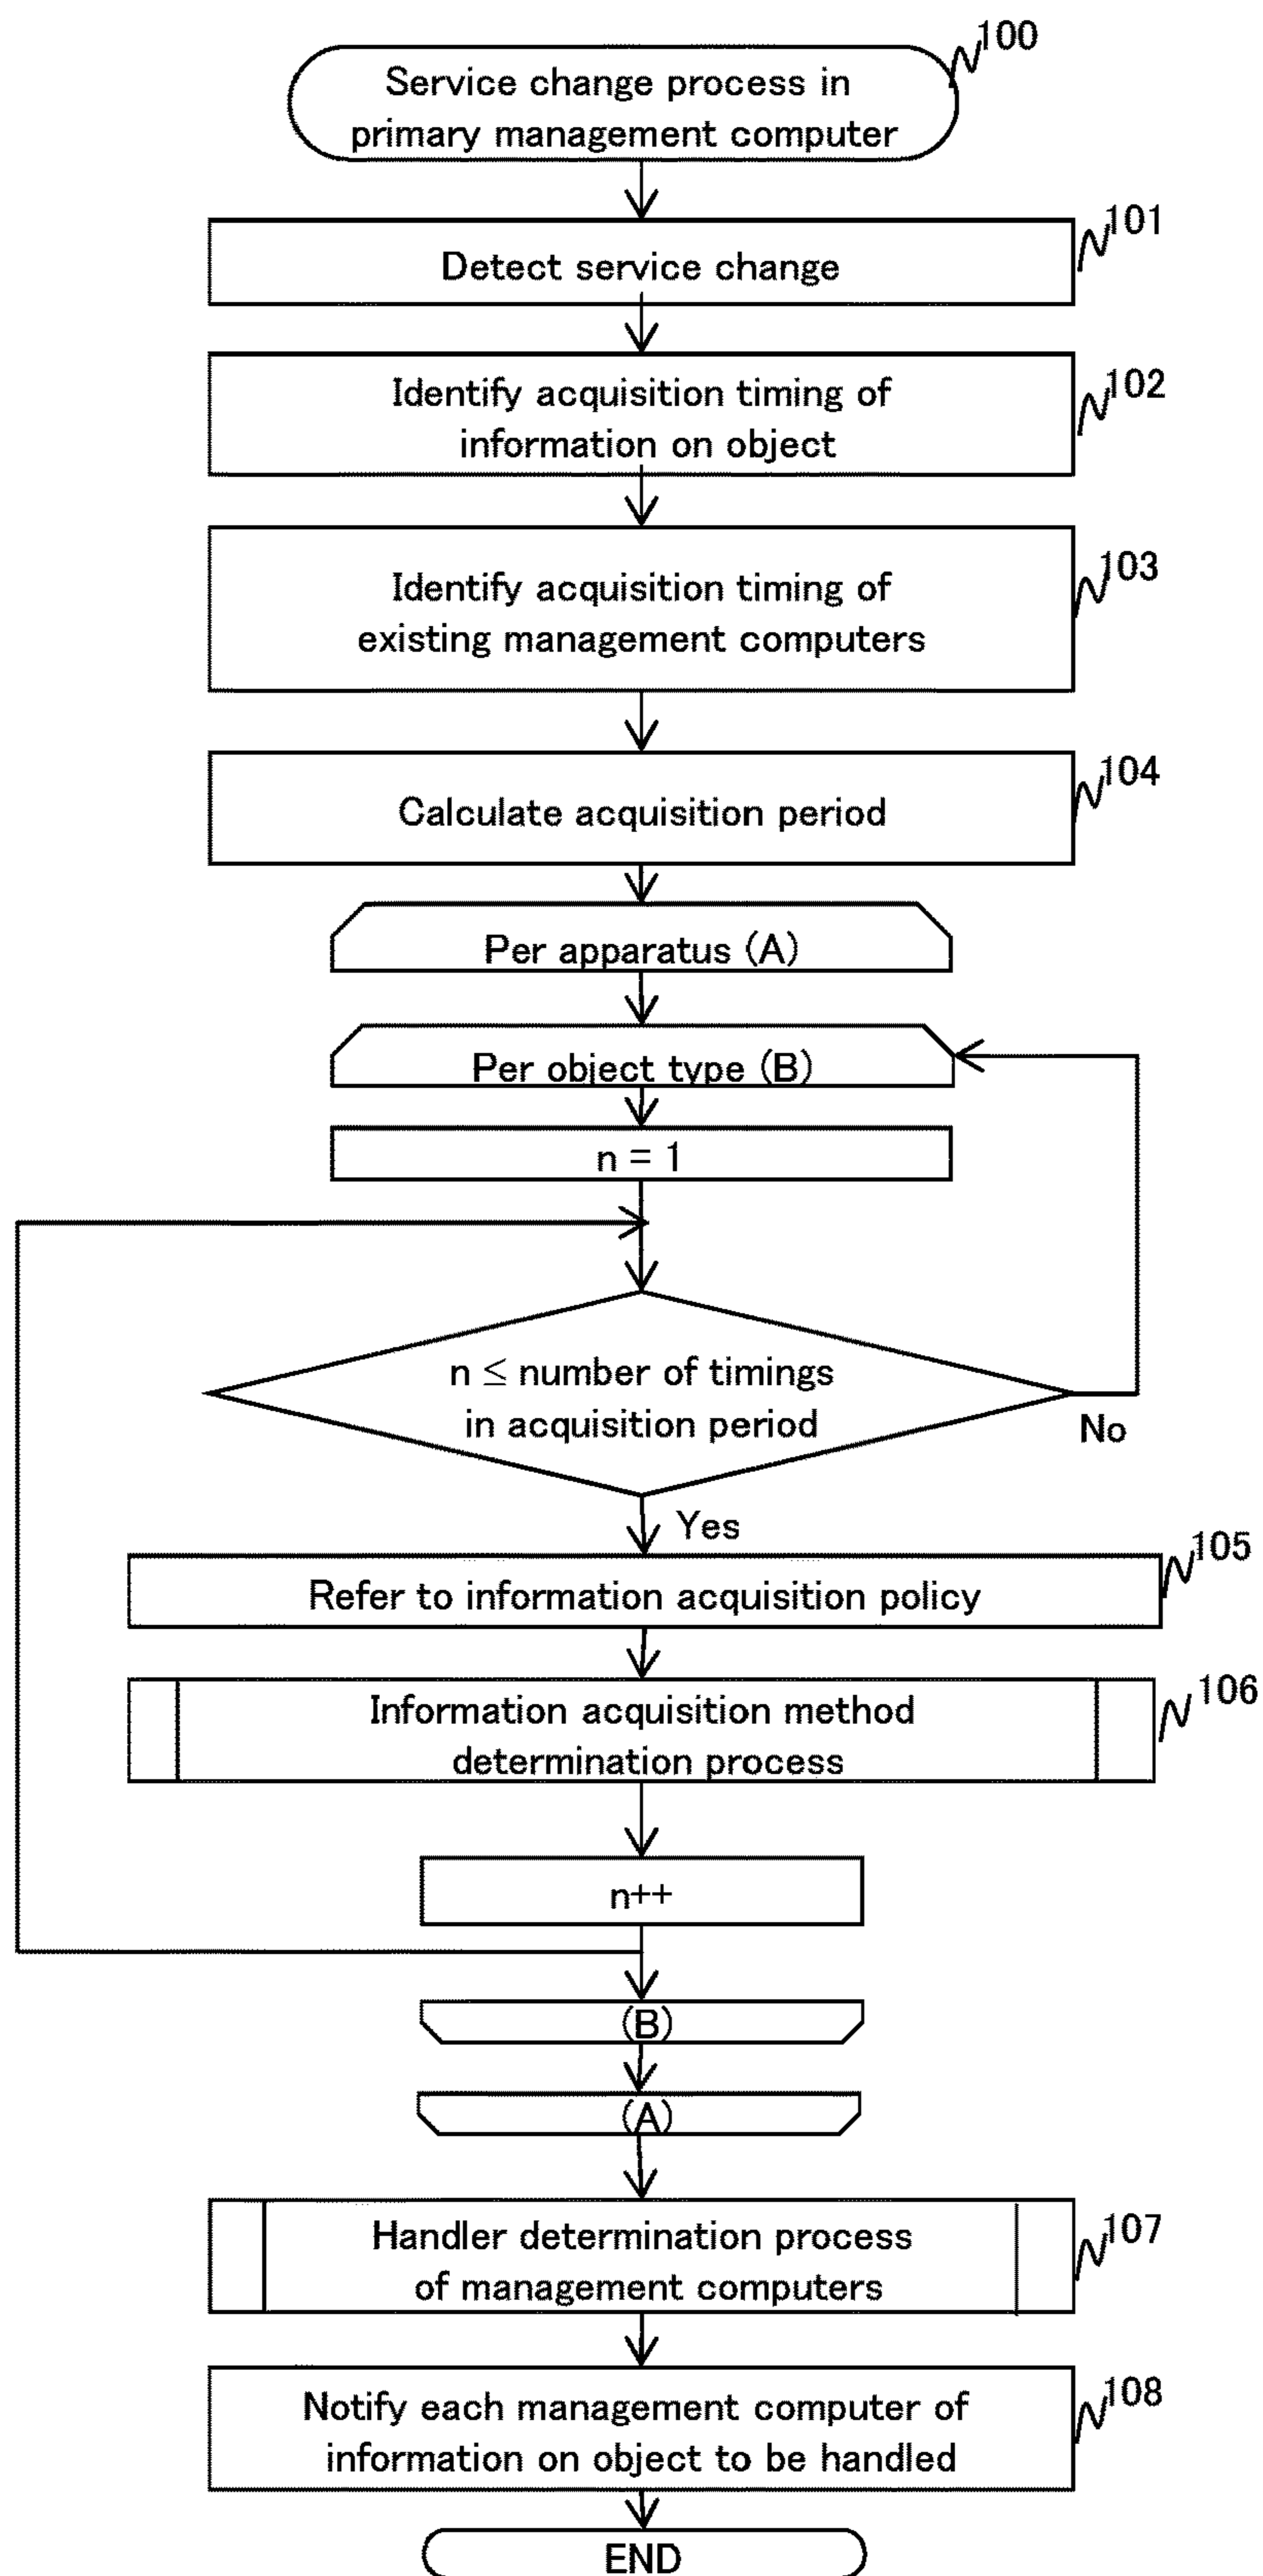 100
Service change process in
primary management computer
101
Detect service change
102
Identify acquisition timing of
information on object
103
Identify acquisition timing of
existing management computers
104
Calculate acquisition period
Per apparatus (A)
Per object type (B)
n = 1
n ≤ number of timings
in acquisition period
No
Yes
105
Refer to information acquisition policy
106
Information acquisition method
determination process
n++
(B)
(A)
107
Handler determination process
of management computers
108
Notify each management computer of
information on object to be handled
END